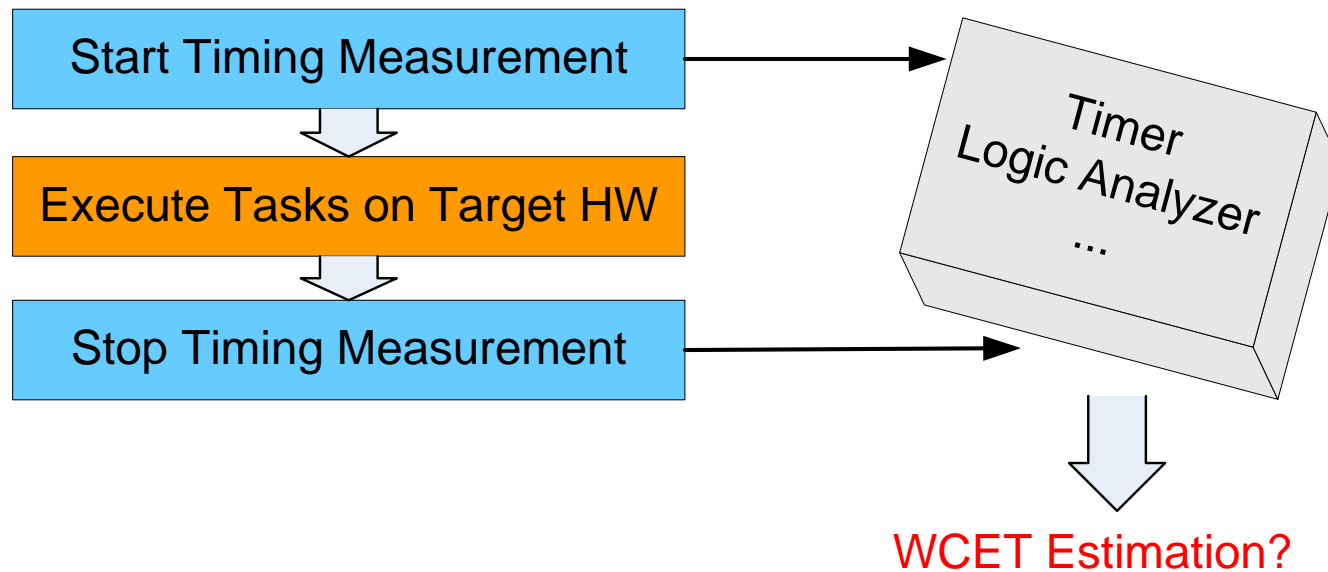 Start Timing Measurement
Execute Tasks on Target HW
Stop Timing Measurement
Timer
Logic Analyzer
...
WCET Estimation?